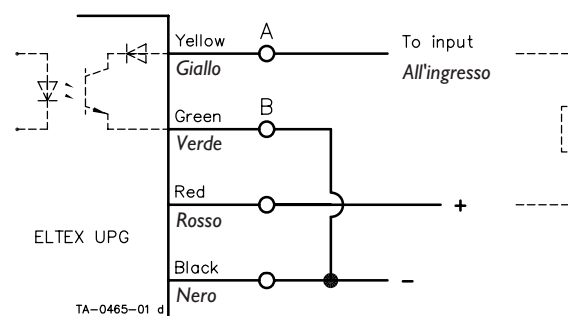 A
Yellow
Giallo
To input
All'ingresso
B
Green
Verde
Red
Rosso
+
ELTEX UPG
Black
Nero
-
TA-0465-01 d